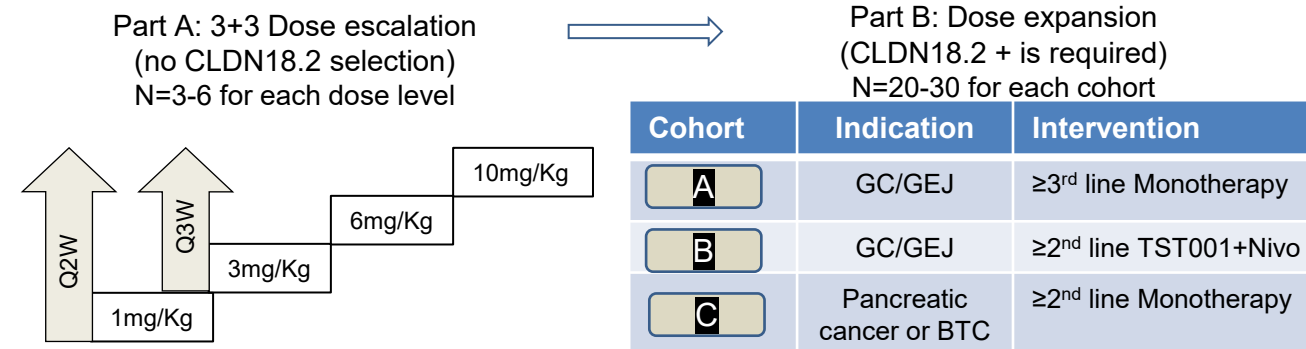 Part A: 3+3 Dose escalation
(no CLDN18.2 selection)
N=3-6 for each dose level
Q2W
Q3W
10mg/Kg
6mg/Kg
3mg/Kg
1mg/Kg
Part B: Dose expansion
(CLDN18.2 + is required)
N=20-30 for each cohort
Cohort Indication Intervention
A GC/GEJ ≥3rd line Monotherapy
B GC/GEJ ≥2nd line TST001+Nivo
C Pancreatic ≥2nd line Monotherapy
cancer or BTC